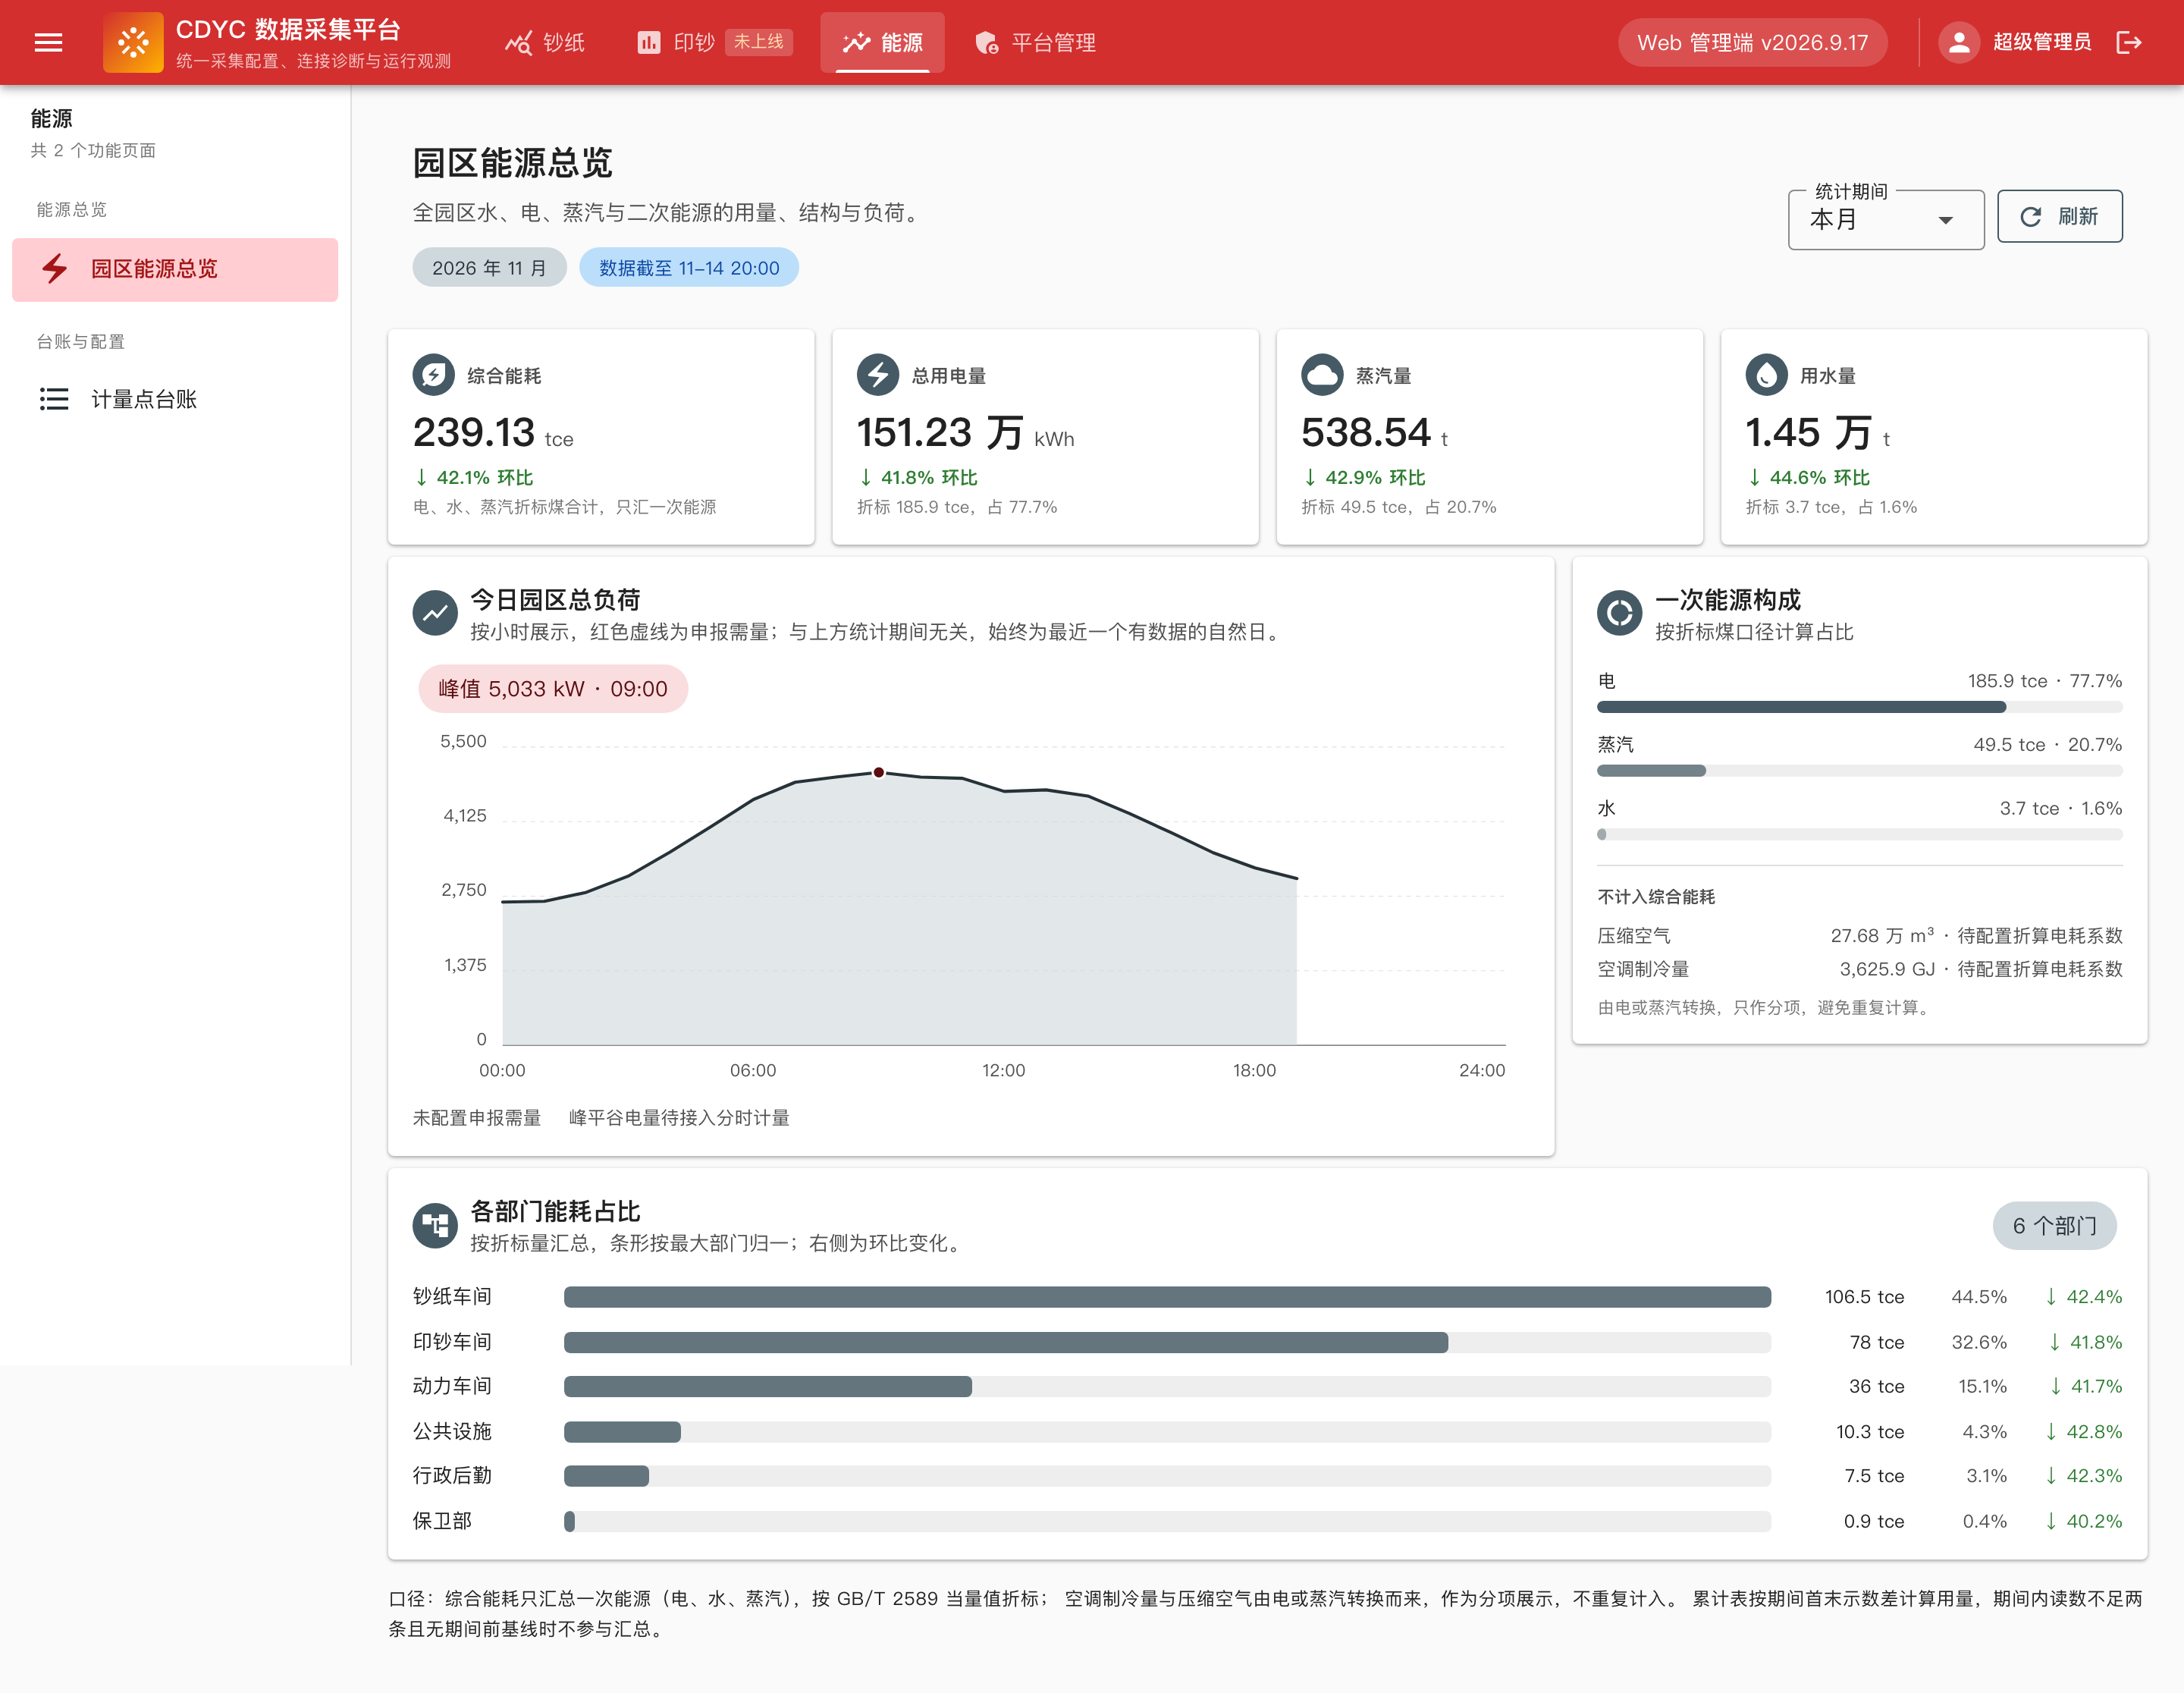 CDYC 数据采集平台
统一采集配置、连接诊断与运行观测
钞纸
印钞 未上线
能源
平台管理
Web 管理端 v2026.9.17
超级管理员
能源
共 2 个功能页面
能源总览
园区能源总览
台账与配置
计量点台账
园区能源总览
全园区水、电、蒸汽与二次能源的用量、结构与负荷。
2026 年 11 月
数据截至 11-14 20:00
统计期间
本月
刷新
综合能耗
239.13 tce
↓ 42.1% 环比
电、水、蒸汽折标煤合计，只汇一次能源
总用电量
151.23 万 kWh
↓ 41.8% 环比
折标 185.9 tce，占 77.7%
蒸汽量
538.54 t
↓ 42.9% 环比
折标 49.5 tce，占 20.7%
用水量
1.45 万 t
↓ 44.6% 环比
折标 3.7 tce，占 1.6%
今日园区总负荷
按小时展示，红色虚线为申报需量；与上方统计期间无关，始终为最近一个有数据的自然日。
峰值 5,033 kW · 09:00
5,500
4,125
2,750
1,375
0
00:00 06:00 12:00 18:00 24:00
未配置申报需量 峰平谷电量待接入分时计量
一次能源构成
按折标煤口径计算占比
电 185.9 tce · 77.7%
蒸汽 49.5 tce · 20.7%
水 3.7 tce · 1.6%
不计入综合能耗
压缩空气 27.68 万 m³ · 待配置折算电耗系数
空调制冷量 3,625.9 GJ · 待配置折算电耗系数
由电或蒸汽转换，只作分项，避免重复计算。
各部门能耗占比
按折标量汇总，条形按最大部门归一；右侧为环比变化。
6 个部门
钞纸车间 106.5 tce 44.5% ↓ 42.4%
印钞车间 78 tce 32.6% ↓ 41.8%
动力车间 36 tce 15.1% ↓ 41.7%
公共设施 10.3 tce 4.3% ↓ 42.8%
行政后勤 7.5 tce 3.1% ↓ 42.3%
保卫部 0.9 tce 0.4% ↓ 40.2%
口径：综合能耗只汇总一次能源（电、水、蒸汽），按 GB/T 2589 当量值折标； 空调制冷量与压缩空气由电或蒸汽转换而来，作为分项展示，不重复计入。 累计表按期间首末示数差计算用量，期间内读数不足两
条且无期间前基线时不参与汇总。